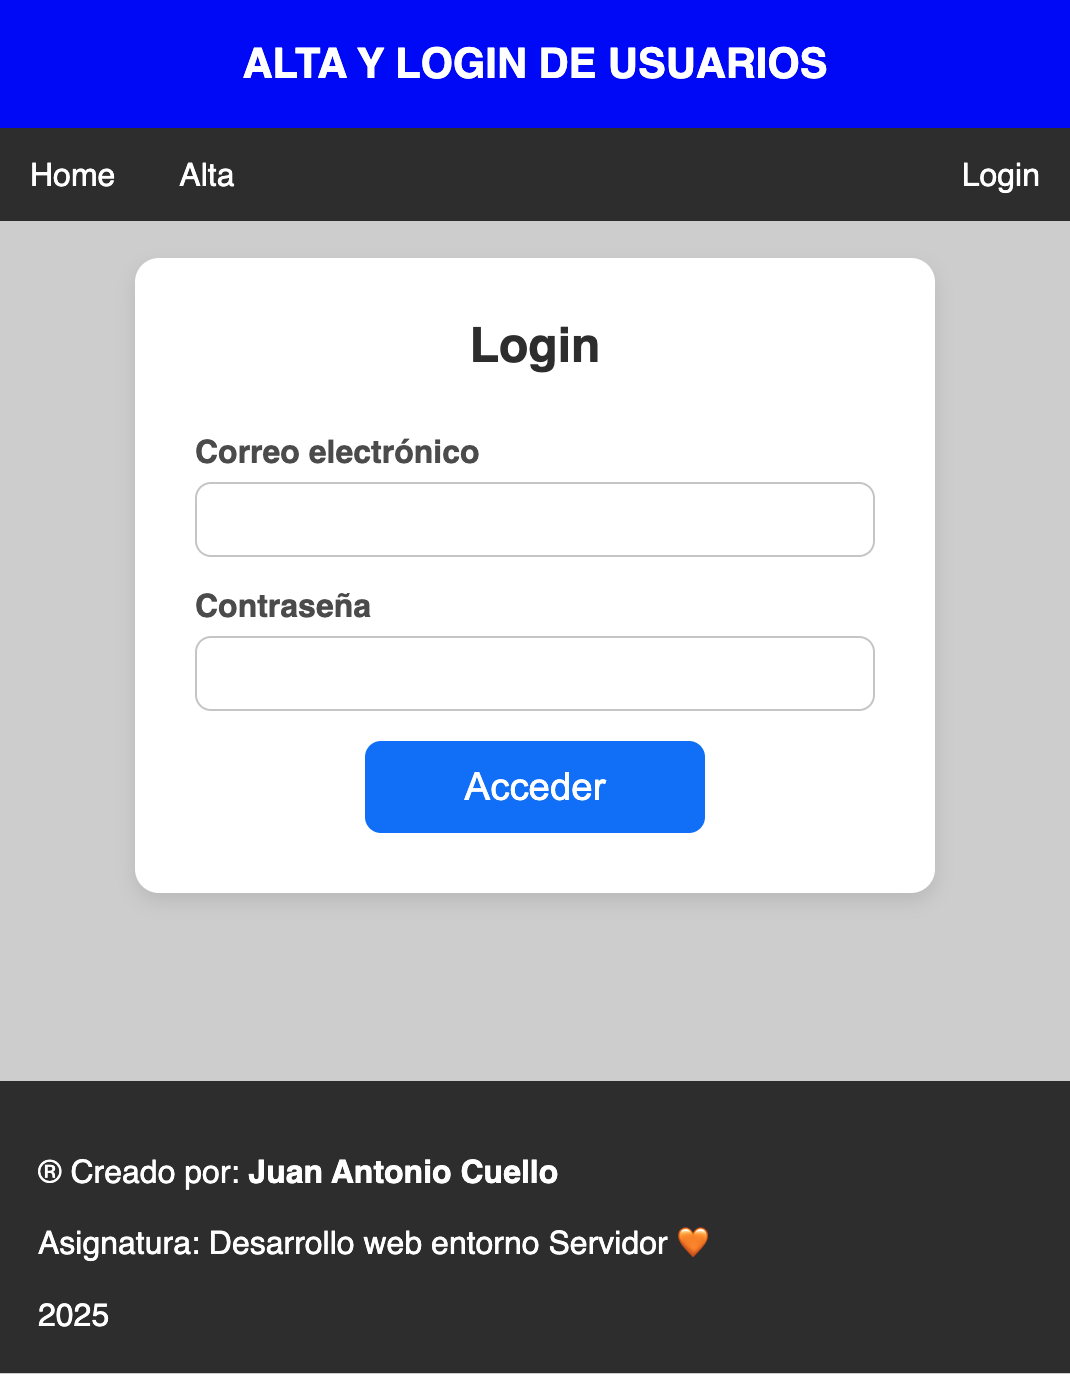 ALTA Y LOGIN DE USUARIOS
Home Alta Login
Login
Correo electrónico
Contraseña
Acceder
® Creado por: Juan Antonio Cuello
Asignatura: Desarrollo web entorno Servidor 🧡
2025